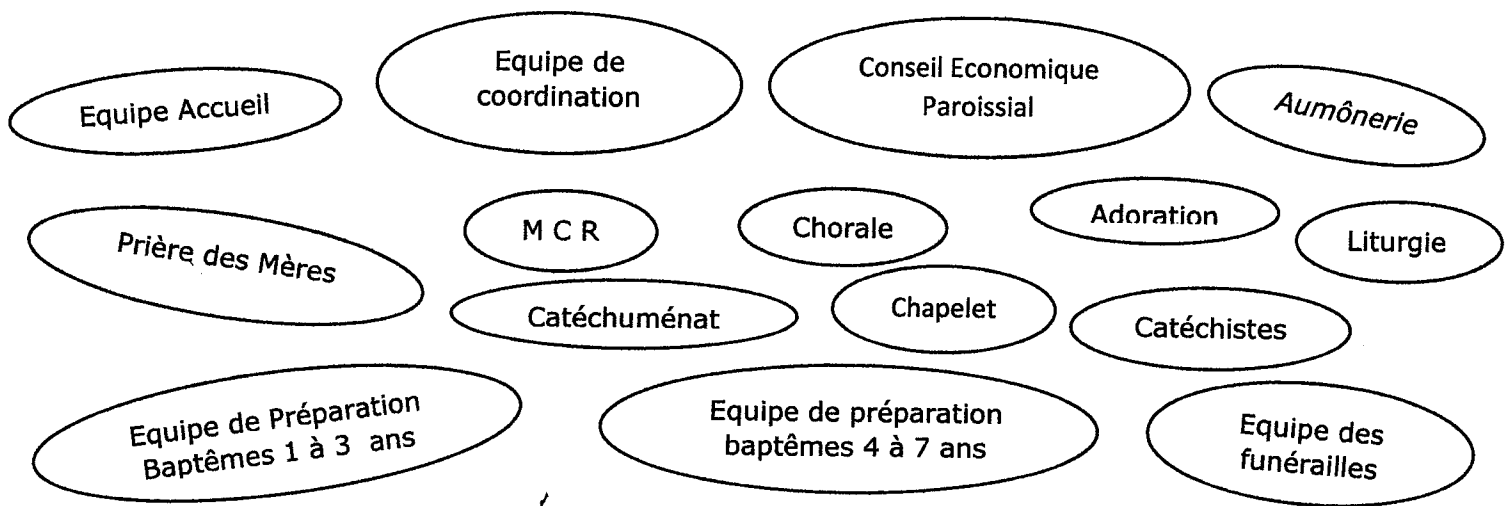 Equipe Accueil
Equipe de
coordination
Conseil Economique
Paroissial
Aumônerie
Prière des Mères
M C R
Chorale
Adoration
Liturgie
Catéchuménat
Chapelet
Catéchistes
Equipe de Préparation
Baptêmes 1 à 3 ans
Equipe de préparation
baptêmes 4 à 7 ans
Equipe des
funérailles